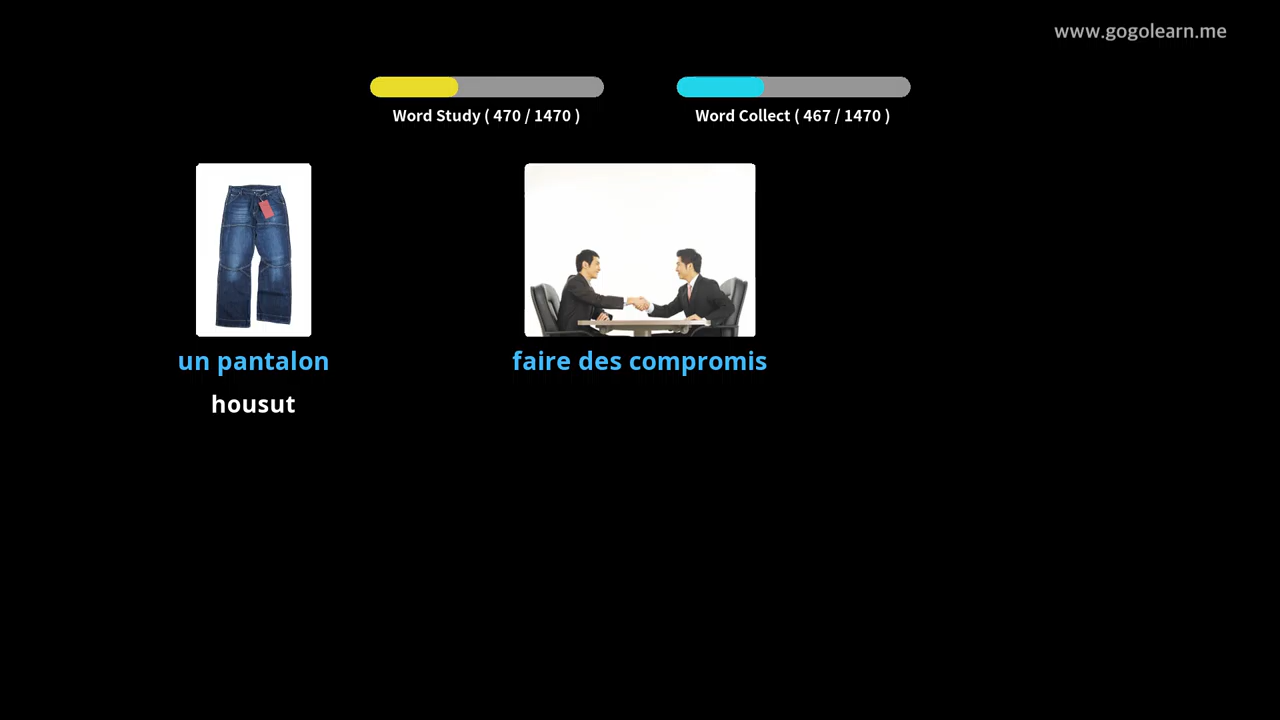 www.gogolearn.me
Word Study ( 470 / 1470 )
Word Collect ( 467 / 1470 )
un pantalon
housut
faire des compromis